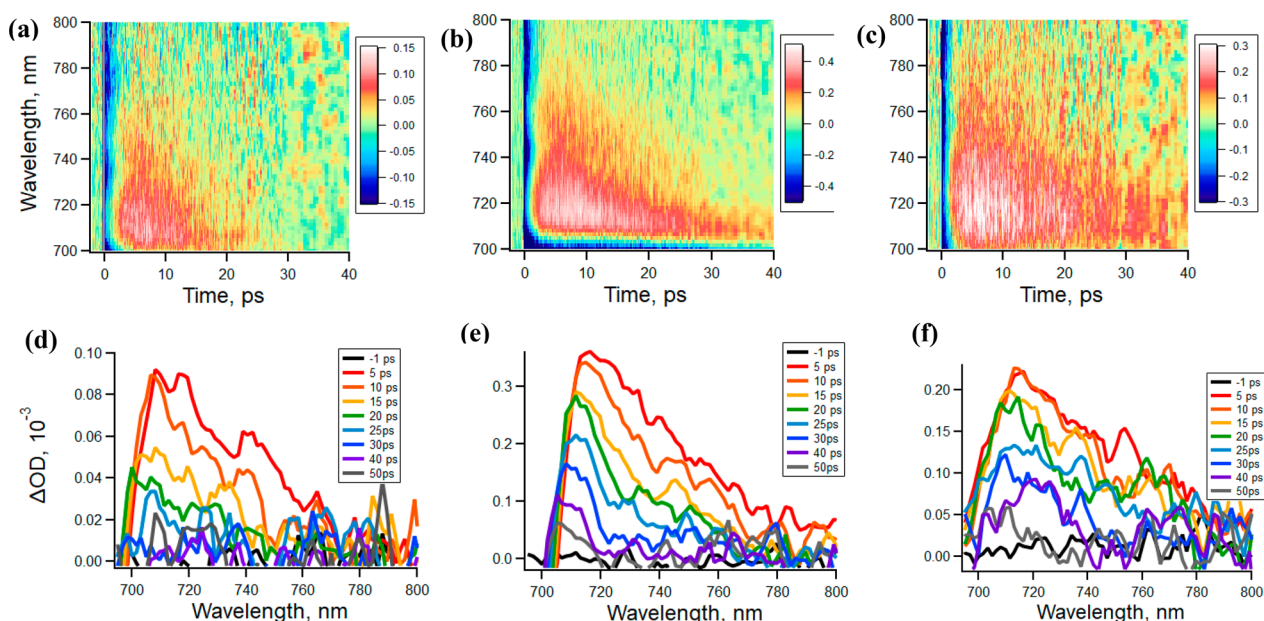 (a)
800
780
760
740
720
700
Wavelength, nm
0
10
20
30
40
Time, ps
0.15
0.10
0.05
0.00
-0.05
-0.10
-0.15
(b)
800
780
760
740
720
700
0
10
20
30
40
Time, ps
0.4
0.2
0.0
-0.2
-0.4
(c)
800
780
760
740
720
700
0
10
20
30
40
Time, ps
0.3
0.2
0.1
0.0
-0.1
-0.2
-0.3
(d)
0.10
0.08
0.06
0.04
0.02
0.00
ΔOD, 10⁻³
700
720
740
760
780
800
Wavelength, nm
-1 ps
5 ps
10 ps
15 ps
20 ps
25ps
30ps
40 ps
50ps
(e)
0.3
0.2
0.1
0.0
700
720
740
760
780
800
Wavelength, nm
-1 ps
5 ps
10 ps
15 ps
20 ps
25ps
30ps
40 ps
50ps
(f)
0.20
0.15
0.10
0.05
0.00
700
720
740
760
780
800
Wavelength, nm
-1 ps
5 ps
10 ps
15 ps
20 ps
25ps
30ps
40 ps
50ps